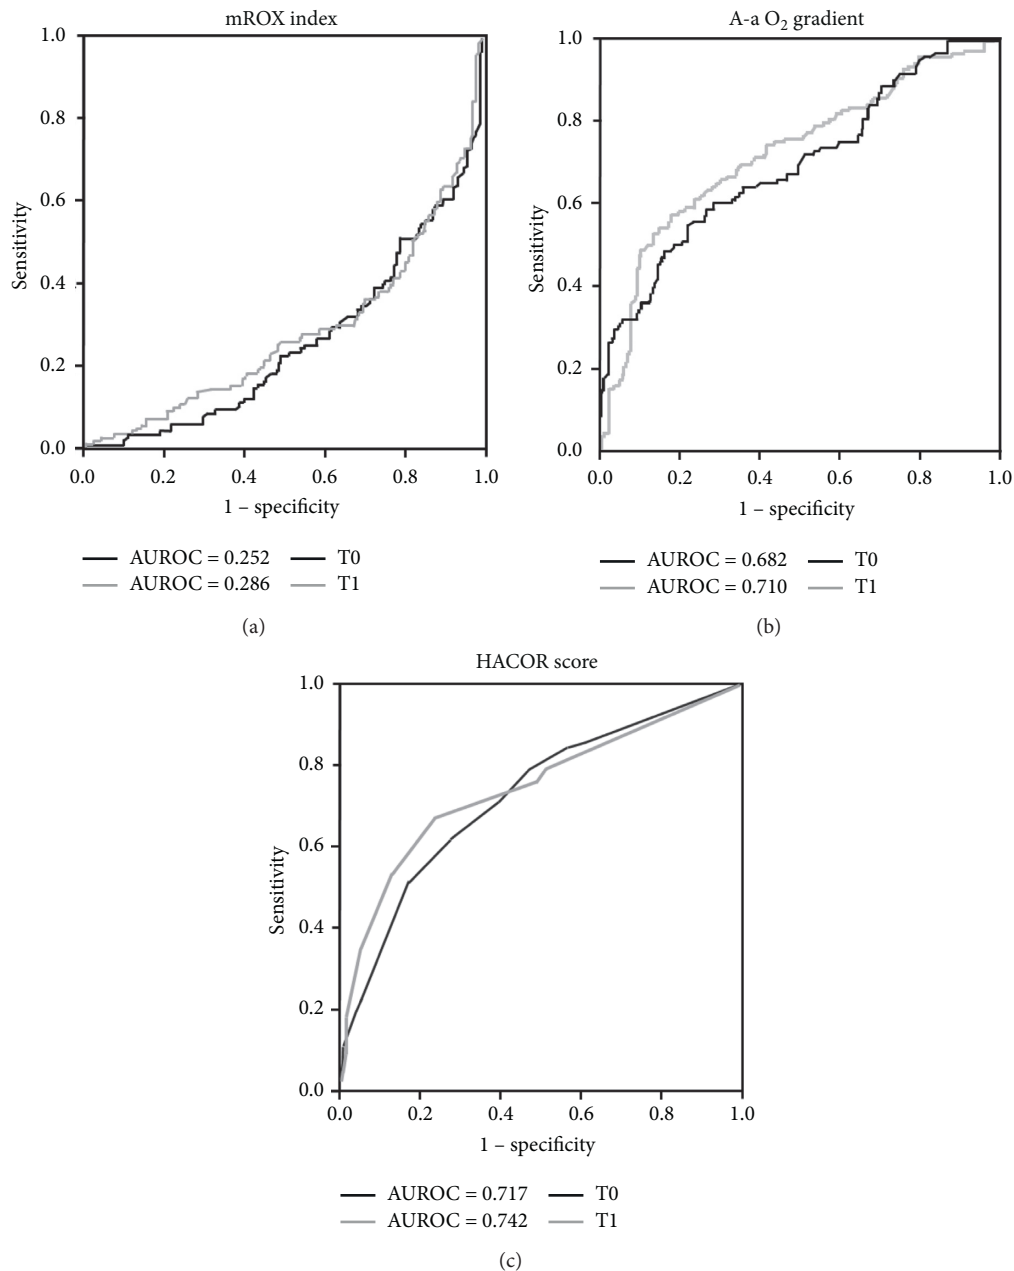 mROX index
1.0
0.8
0.6
0.4
0.2
0.0
Sensitivity
0.0 0.2 0.4 0.6 0.8 1.0
1 – specificity
AUROC = 0.252 T0
AUROC = 0.286 T1
(a)
A-a O₂ gradient
1.0
0.8
0.6
0.4
0.2
0.0
Sensitivity
0.0 0.2 0.4 0.6 0.8 1.0
1 – specificity
AUROC = 0.682 T0
AUROC = 0.710 T1
(b)
HACOR score
1.0
0.8
0.6
0.4
0.2
0.0
Sensitivity
0.0 0.2 0.4 0.6 0.8 1.0
1 – specificity
AUROC = 0.717 T0
AUROC = 0.742 T1
(c)